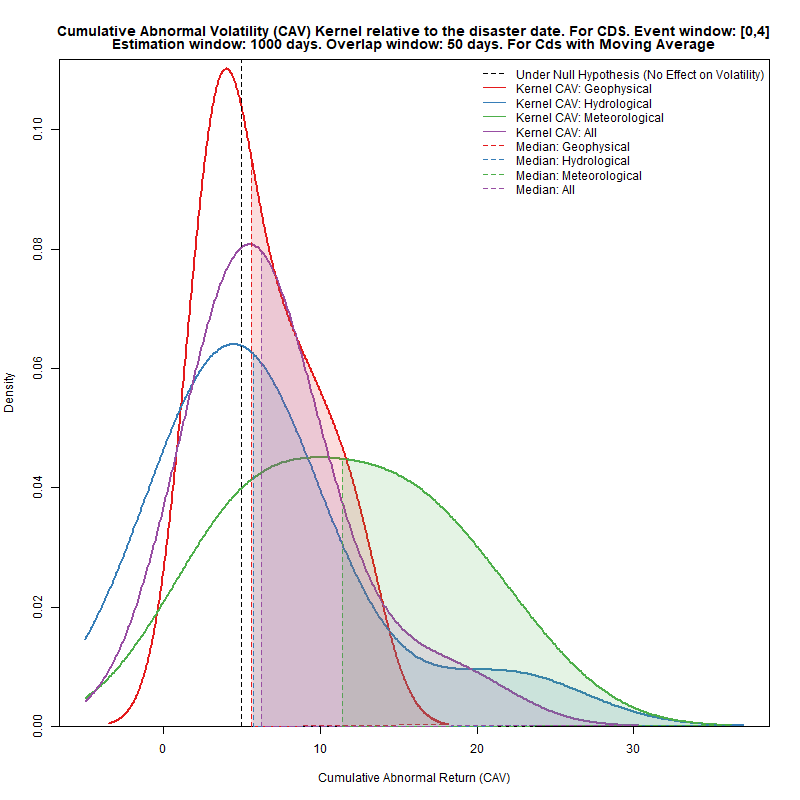 Cumulative Abnormal Volatility (CAV) Kernel relative to the disaster date. For CDS. Event window: [0,4]
Estimation window: 1000 days. Overlap window: 50 days. For Cds with Moving Average
Under Null Hypothesis (No Effect on Volatility)
Kernel CAV: Geophysical
Kernel CAV: Hydrological
Kernel CAV: Meteorological
Kernel CAV: All
Median: Geophysical
Median: Hydrological
Median: Meteorological
Median: All
Density
0.10
0.08
0.06
0.04
0.02
0.00
0 10 20 30
Cumulative Abnormal Return (CAV)